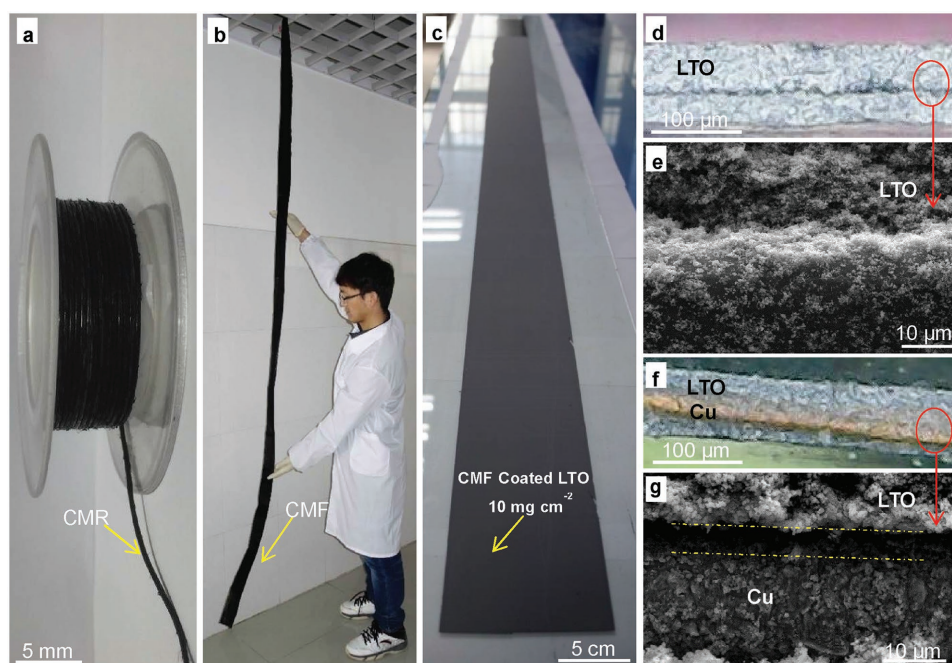 a
CMR
5 mm
b
CMF
c
CMF Coated LTO
10 mg cm⁻²
5 cm
d
LTO
100 µm
e
LTO
10 µm
f
LTO
Cu
100 µm
g
LTO
Cu
10 µm